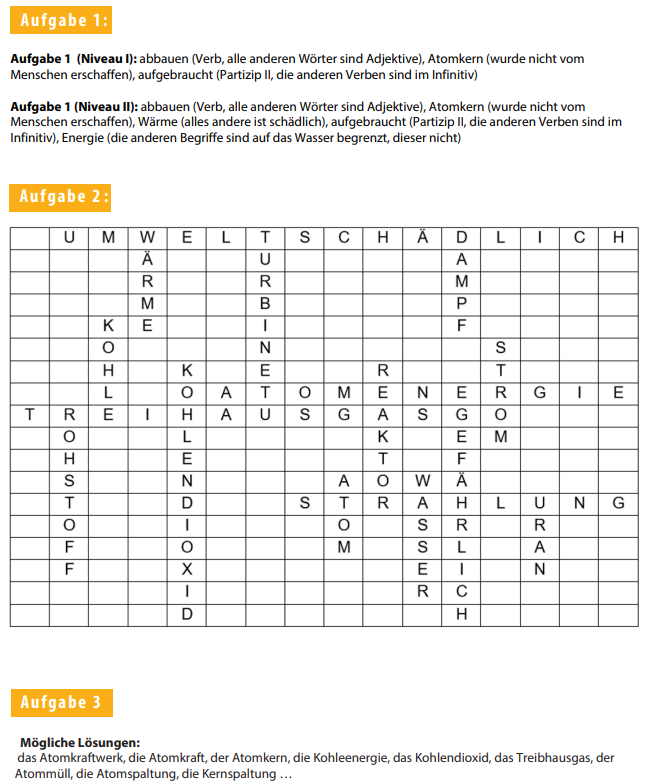 Aufgabe 1:
Aufgabe 1 (Niveau I): abbauen (Verb, alle anderen Wörter sind Adjektive), Atomkern (wurde nicht vom
Menschen erschaffen), aufgebraucht (Partizip II, die anderen Verben sind im Infinitiv)
Aufgabe 1 (Niveau II): abbauen (Verb, alle anderen Wörter sind Adjektive), Atomkern (wurde nicht vom
Menschen erschaffen), Wärme (alles andere ist schädlich), aufgebraucht (Partizip II, die anderen Verben sind im
Infinitiv), Energie (die anderen Begriffe sind auf das Wasser begrenzt, dieser nicht)
Aufgabe 2:
U M W E L T S C H Ä D L I C H
Ä U A
R R M
M B P
K E I F
O N S
H K E R T
L O A T O M E N E R G I E
T R E I H A U S G A S G O
O L K E M
H E T F
S N A O W Ä
T D S T R A H L U N G
O I O S R R
F O M S L A
F X E I N
I R C
D H
Aufgabe 3
Mögliche Lösungen:
das Atomkraftwerk, die Atomkraft, der Atomkern, die Kohleenergie, das Kohlendioxid, das Treibhausgas, der
Atommüll, die Atomspaltung, die Kernspaltung …